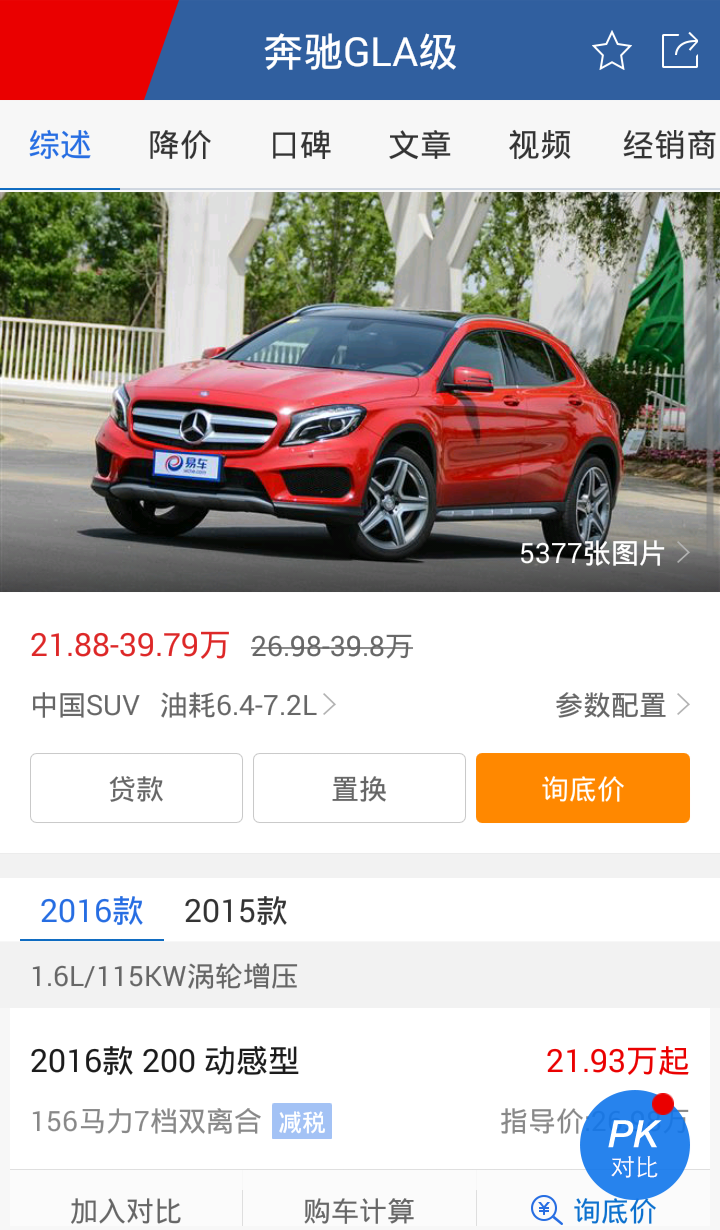 奔驰GLA级
综述 降价 口碑 文章 视频 经销商
易车
5377张图片
21.88-39.79万 26.98-39.8万
中国SUV 油耗6.4-7.2L 参数配置
贷款 置换 询底价
2016款 2015款
1.6L/115KW涡轮增压
2016款 200 动感型 21.93万起
156马力7档双离合 减税 指导价:26.98万
PK
对比
加入对比 购车计算 询底价